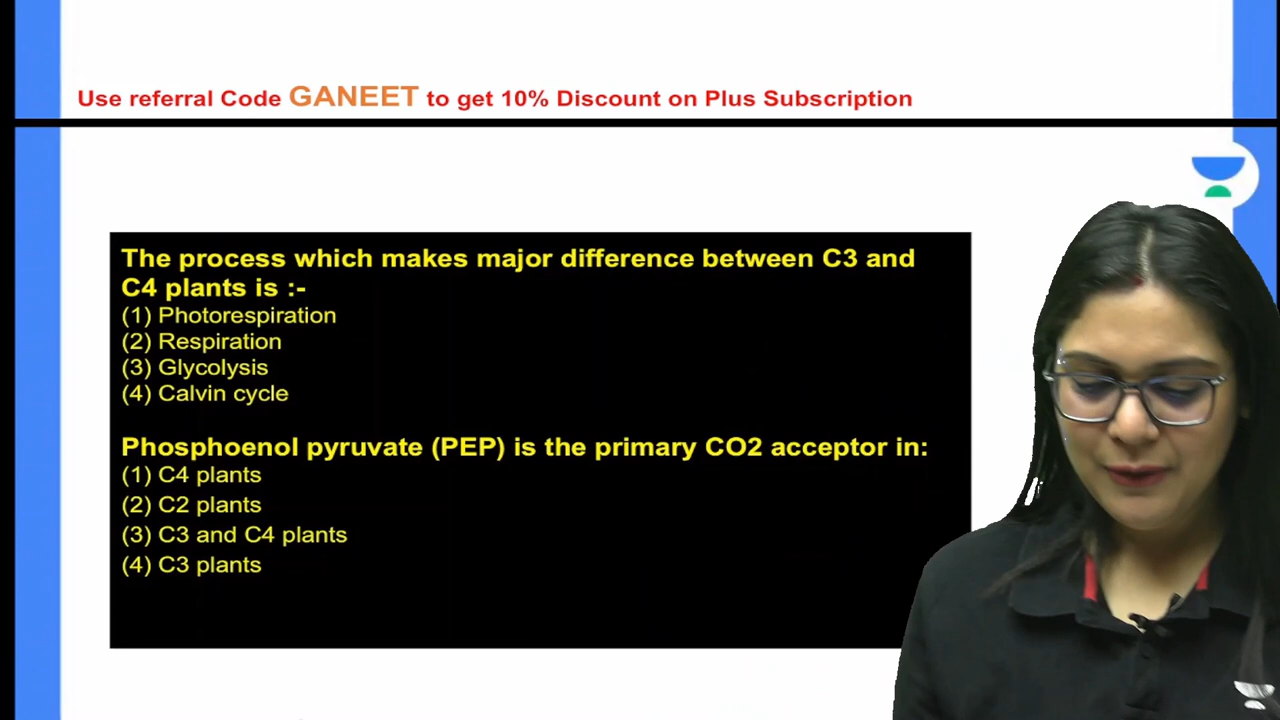 Use referral Code GANEET to get 10% Discount on Plus Subscription
The process which makes major difference between C3 and
C4 plants is :-
(1) Photorespiration
(2) Respiration
(3) Glycolysis
(4) Calvin cycle
Phosphoenol pyruvate (PEP) is the primary CO2 acceptor in:
(1) C4 plants
(2) C2 plants
(3) C3 and C4 plants
(4) C3 plants